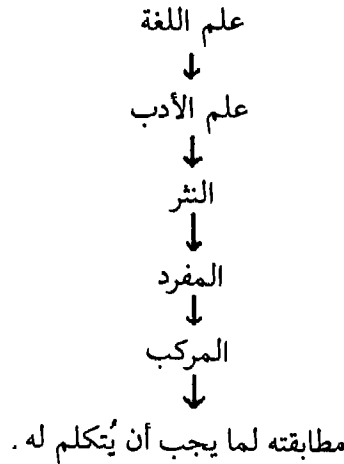 علم اللغة
علم الأدب
النثر
المفرد
المركب
مطابقته لما يجب أن يُتكلم له .